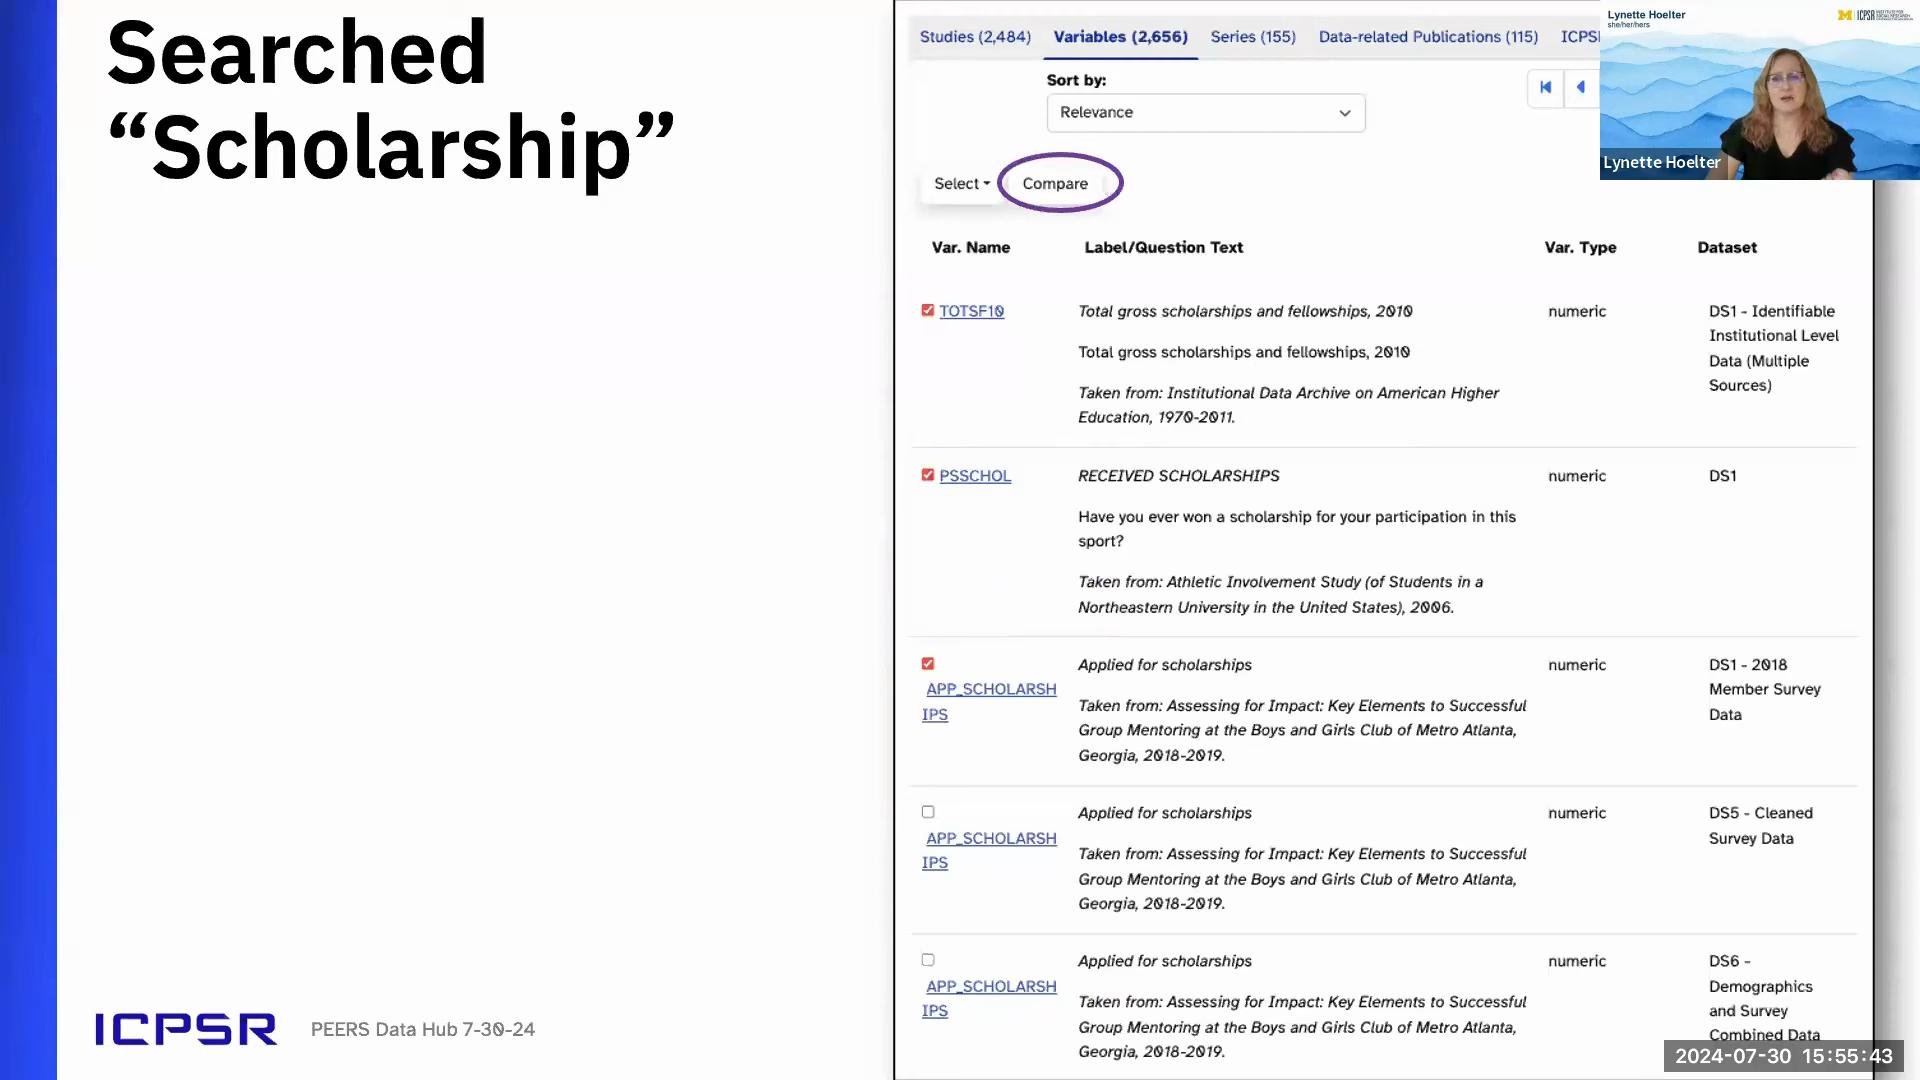 Searched
“Scholarship”
Studies (2,484)
Variables (2,656)
Series (155)
Data-related Publications (115)
ICPS
Sort by:
Relevance
Select
Compare
Var. Name
Label/Question Text
Var. Type
Dataset
TOTSF10
Total gross scholarships and fellowships, 2010
Total gross scholarships and fellowships, 2010
Taken from: Institutional Data Archive on American Higher
Education, 1970-2011.
numeric
DS1 - Identifiable
Institutional Level
Data (Multiple
Sources)
PSSCHOL
RECEIVED SCHOLARSHIPS
Have you ever won a scholarship for your participation in this
sport?
Taken from: Athletic Involvement Study (of Students in a
Northeastern University in the United States), 2006.
numeric
DS1
APP_SCHOLARSH
IPS
Applied for scholarships
Taken from: Assessing for Impact: Key Elements to Successful
Group Mentoring at the Boys and Girls Club of Metro Atlanta,
Georgia, 2018-2019.
numeric
DS1 - 2018
Member Survey
Data
APP_SCHOLARSH
IPS
Applied for scholarships
Taken from: Assessing for Impact: Key Elements to Successful
Group Mentoring at the Boys and Girls Club of Metro Atlanta,
Georgia, 2018-2019.
numeric
DS5 - Cleaned
Survey Data
APP_SCHOLARSH
IPS
Applied for scholarships
Taken from: Assessing for Impact: Key Elements to Successful
Group Mentoring at the Boys and Girls Club of Metro Atlanta,
Georgia, 2018-2019.
numeric
DS6 -
Demographics
and Survey
Combined Data
Lynette Hoelter
she/her/hers
M ICPSR
Lynette Hoelter
ICPSR
PEERS Data Hub 7-30-24
2024-07-30 15:55:43